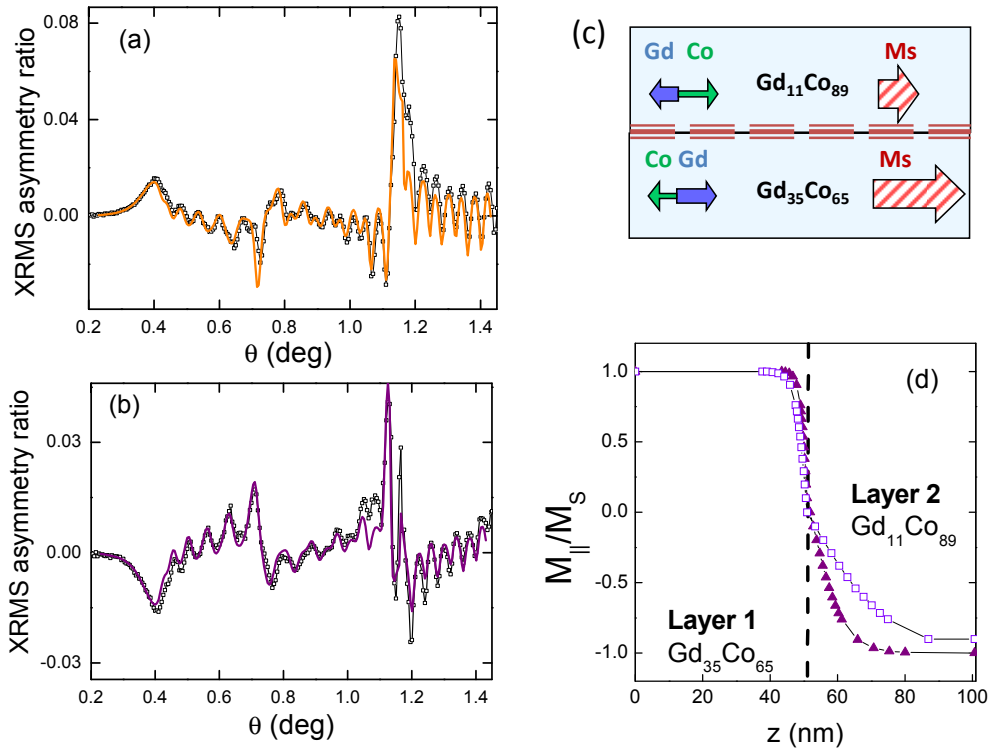 (a)
XRMS asymmetry ratio
0.08
0.04
0.00
0.2 0.4 0.6 0.8 1.0 1.2 1.4
θ (deg)
(b)
XRMS asymmetry ratio
0.03
0.00
-0.03
0.2 0.4 0.6 0.8 1.0 1.2 1.4
θ (deg)
(c)
Gd Co Ms
Gd₁₁Co₈₉
Co Gd Ms
Gd₃₅Co₆₅
(d)
M||/MS
1.0
0.5
0.0
-0.5
-1.0
Layer 2
Gd₁₁Co₈₉
Layer 1
Gd₃₅Co₆₅
0 20 40 60 80 100
z (nm)